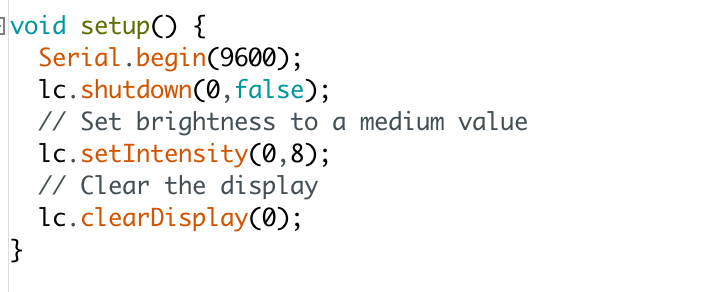 void setup() {
  Serial.begin(9600);
  lc.shutdown(0,false);
  // Set brightness to a medium value
  lc.setIntensity(0,8);
  // Clear the display
  lc.clearDisplay(0);
}